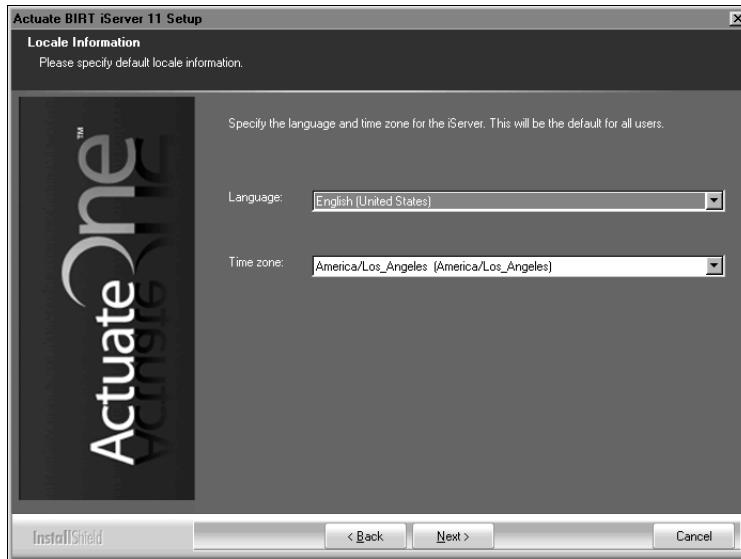 Actuate BIRT iServer 11 Setup
Locale Information
Please specify default locale information.
Specify the language and time zone for the iServer. This will be the default for all users.
Language:
English (United States)
Time zone:
America/Los_Angeles (America/Los_Angeles)
ActuateOne™
InstallShield
< Back
Next >
Cancel